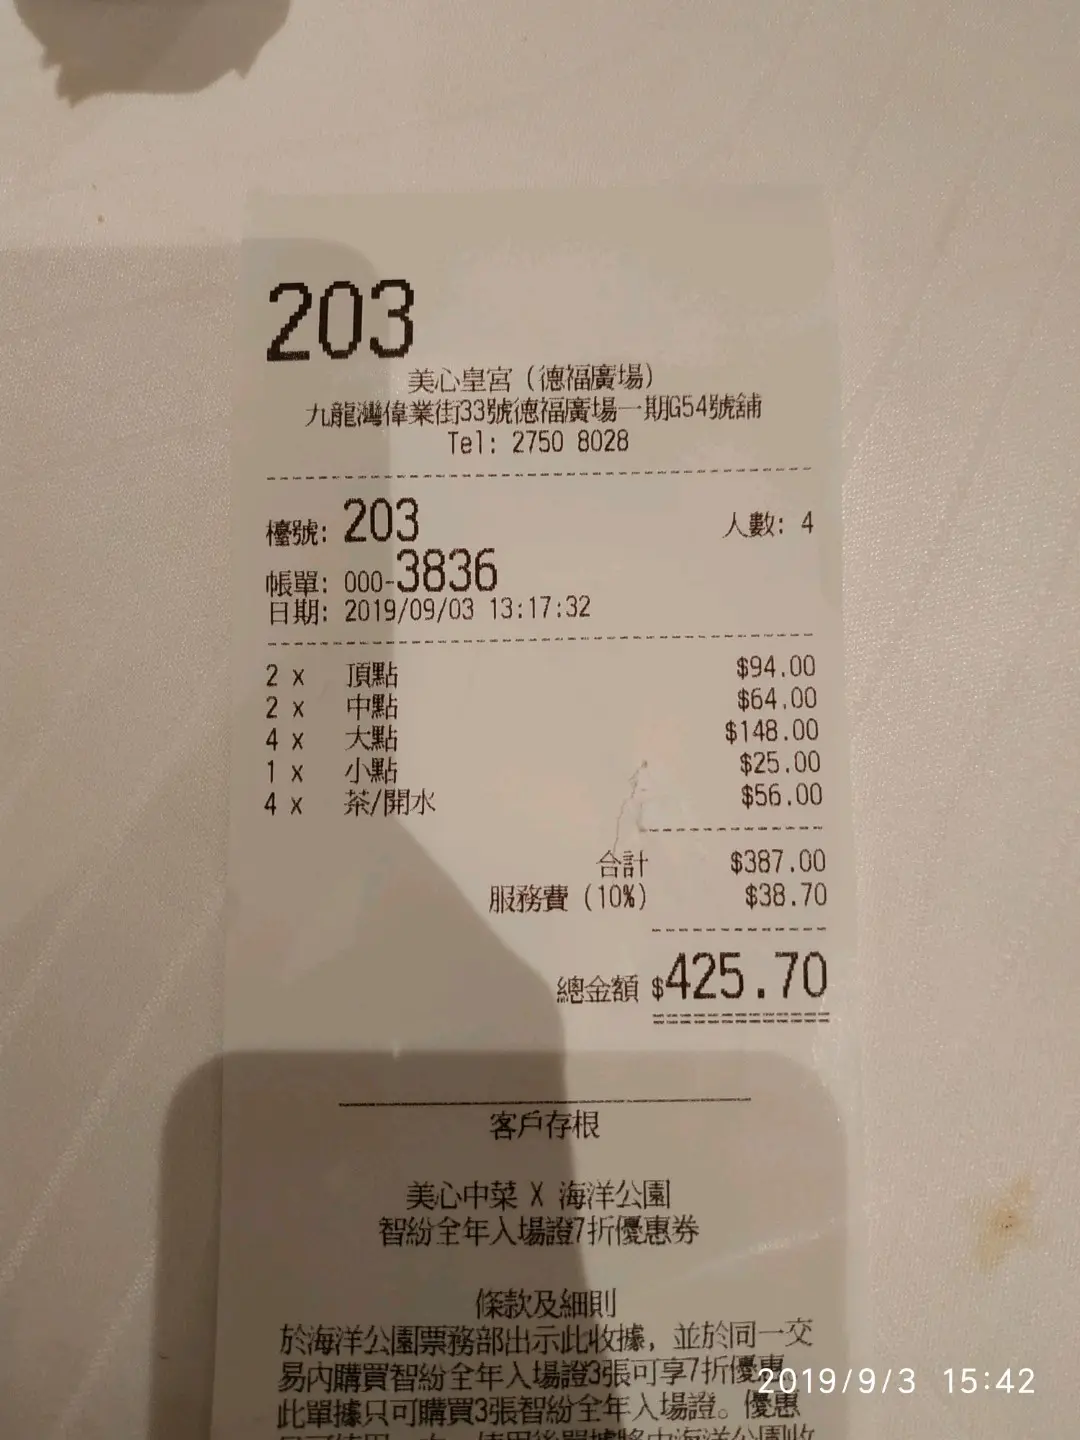 203
美心皇宮（德福廣場）
九龍灣偉業街33號德福廣場一期G54號舖
Tel: 2750 8028
檯號: 203 人數: 4
帳單: 000-3836
日期: 2019/09/03 13:17:32
2 x 頂點 $94.00
2 x 中點 $64.00
4 x 大點 $148.00
1 x 小點 $25.00
4 x 茶/開水 $56.00
合計 $387.00
服務費（10%） $38.70
總金額 $425.70
客戶存根
美心中菜 X 海洋公園
智紛全年入場證7折優惠券
條款及細則
於海洋公園票務部出示此收據，並於同一交
易內購買智紛全年入場證3張可享7折優惠
此單據只可購買3張智紛全年入場證。優惠
2019/9/3 15:42